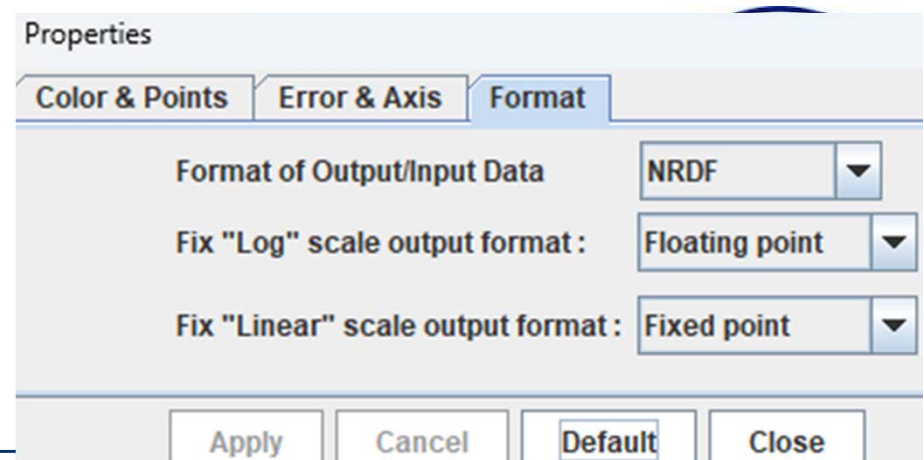 Properties
Color & Points Error & Axis Format
Format of Output/Input Data NRDF
Fix "Log" scale output format : Floating point
Fix "Linear" scale output format : Fixed point
Apply Cancel Default Close